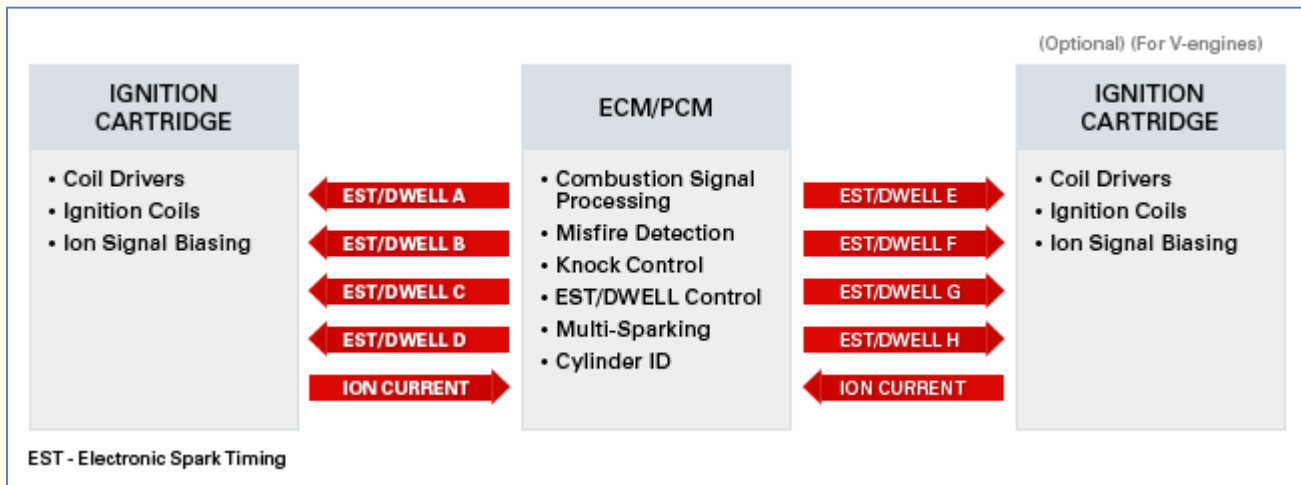 (Optional) (For V-engines)
IGNITION
CARTRIDGE
• Coil Drivers
• Ignition Coils
• Ion Signal Biasing
EST/DWELL A
EST/DWELL B
EST/DWELL C
EST/DWELL D
ION CURRENT
ECM/PCM
• Combustion Signal
Processing
• Misfire Detection
• Knock Control
• EST/DWELL Control
• Multi-Sparking
• Cylinder ID
EST/DWELL E
EST/DWELL F
EST/DWELL G
EST/DWELL H
ION CURRENT
IGNITION
CARTRIDGE
• Coil Drivers
• Ignition Coils
• Ion Signal Biasing
EST - Electronic Spark Timing